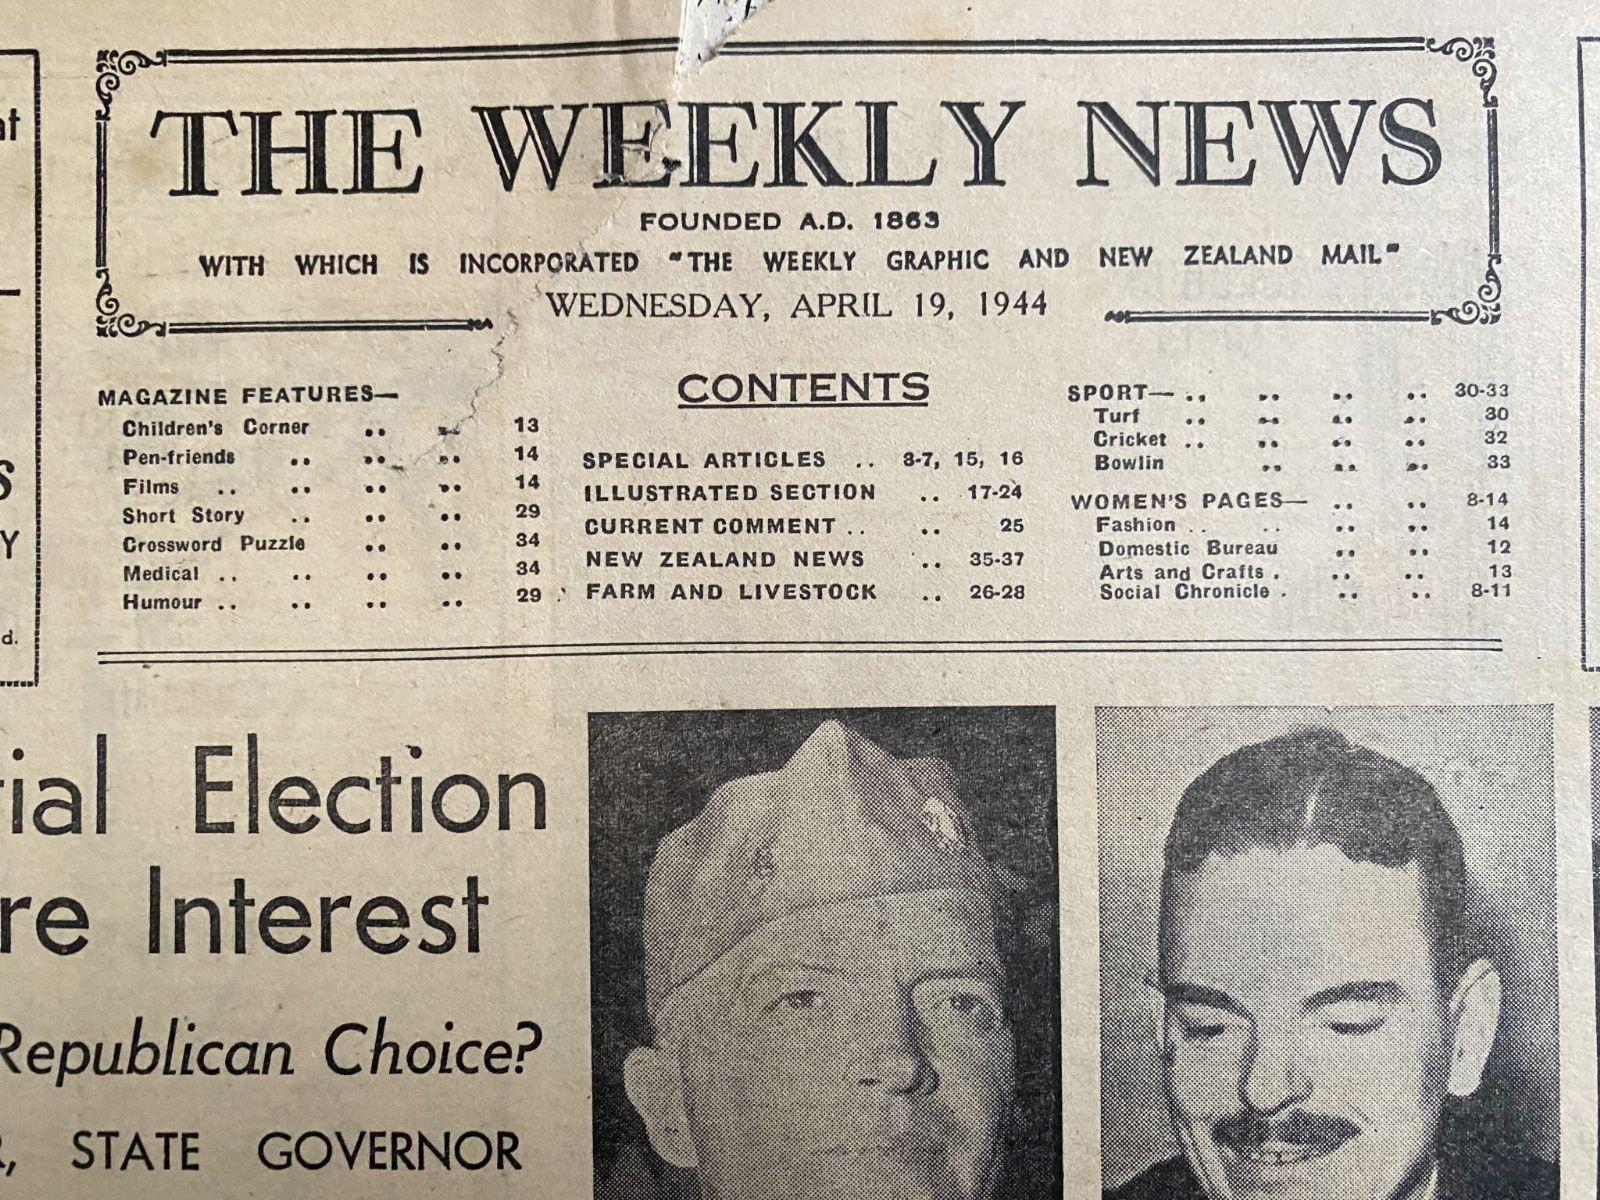 THE WEEKLY NEWS
FOUNDED A.D. 1863
WITH WHICH IS INCORPORATED "THE WEEKLY GRAPHIC AND NEW ZEALAND MAIL"
WEDNESDAY, APRIL 19, 1944
MAGAZINE FEATURES—
Children's Corner .. .. 13
Pen-friends .. .. .. 14
Films .. .. .. .. 14
Short Story .. .. .. 29
Crossword Puzzle .. .. 34
Medical .. .. .. .. 34
Humour .. .. .. .. 29
CONTENTS
SPECIAL ARTICLES .. 3-7, 15, 16
ILLUSTRATED SECTION .. 17-24
CURRENT COMMENT .. .. 25
NEW ZEALAND NEWS .. 35-37
FARM AND LIVESTOCK .. 26-28
SPORT— .. .. .. .. 30-33
Turf .. .. .. .. 30
Cricket .. .. .. .. 32
Bowlin .. .. .. 33
WOMEN'S PAGES— .. .. 8-14
Fashion .. .. .. .. 14
Domestic Bureau .. .. 12
Arts and Crafts . .. .. 13
Social Chronicle . .. .. 8-11
ial Election
re Interest
Republican Choice?
R, STATE GOVERNOR
S
Y
d.